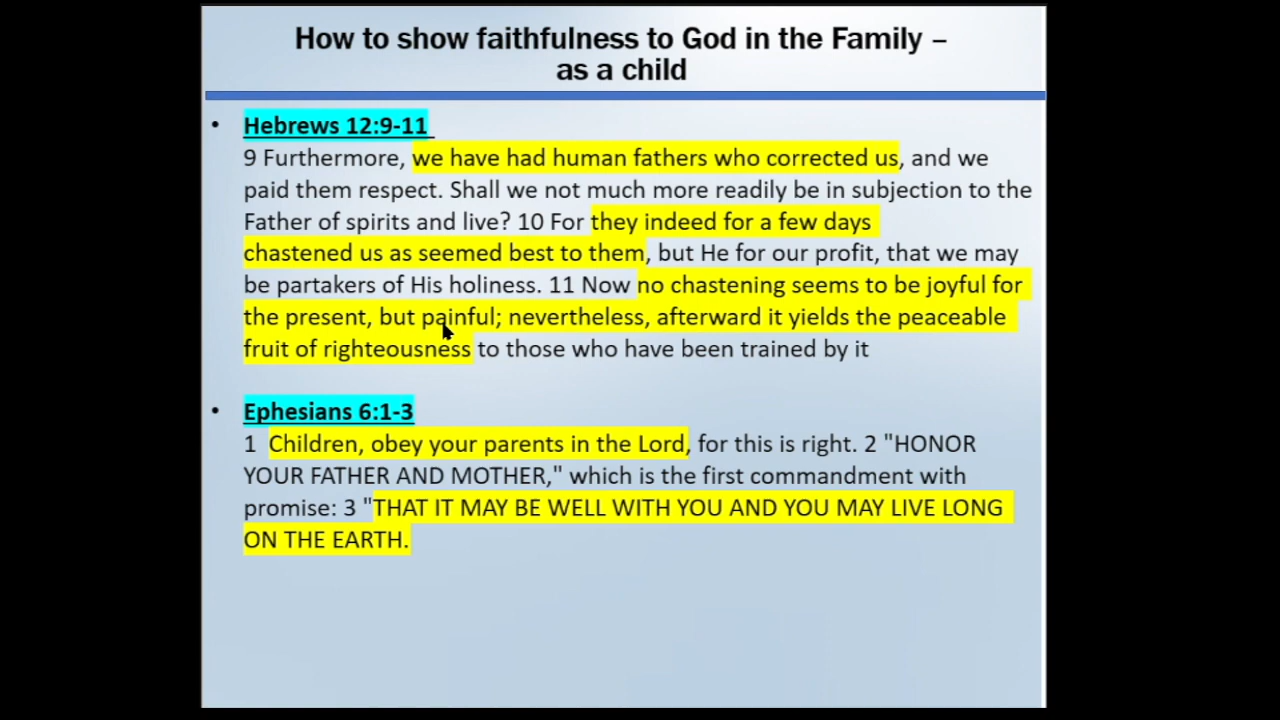 How to show faithfulness to God in the Family –
as a child
• Hebrews 12:9-11
9 Furthermore, we have had human fathers who corrected us, and we
paid them respect. Shall we not much more readily be in subjection to the
Father of spirits and live? 10 For they indeed for a few days
chastened us as seemed best to them, but He for our profit, that we may
be partakers of His holiness. 11 Now no chastening seems to be joyful for
the present, but painful; nevertheless, afterward it yields the peaceable
fruit of righteousness to those who have been trained by it
• Ephesians 6:1-3
1 Children, obey your parents in the Lord, for this is right. 2 "HONOR
YOUR FATHER AND MOTHER," which is the first commandment with
promise: 3 "THAT IT MAY BE WELL WITH YOU AND YOU MAY LIVE LONG
ON THE EARTH.